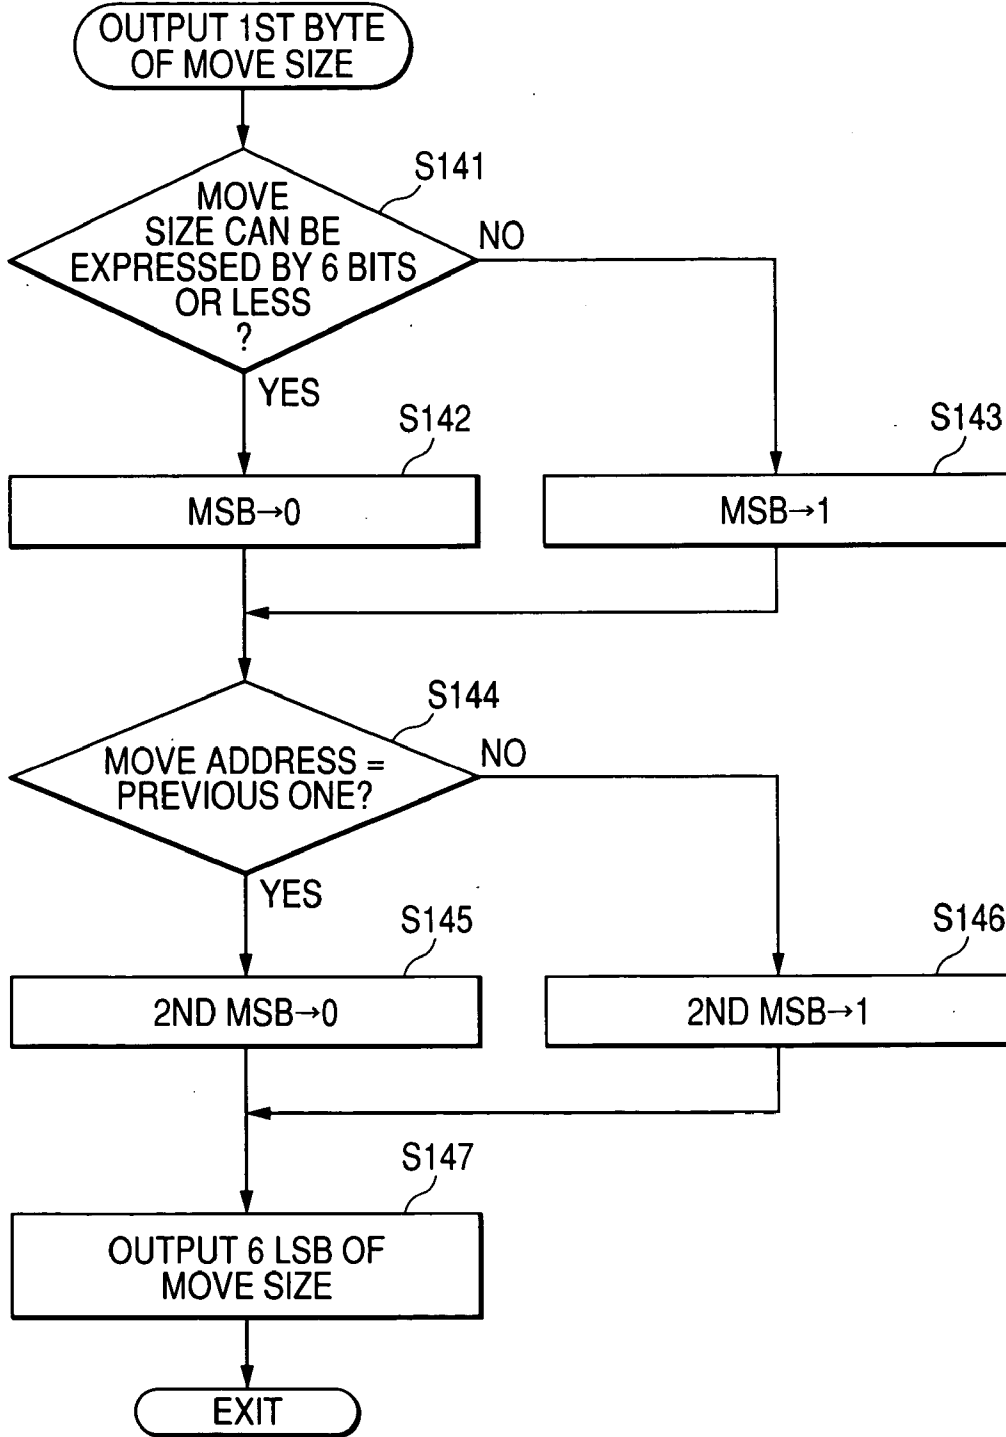 OUTPUT 1ST BYTE
OF MOVE SIZE
S141
MOVE
SIZE CAN BE
EXPRESSED BY 6 BITS
OR LESS
?
NO
YES
S142
MSB→0
S143
MSB→1
S144
MOVE ADDRESS =
PREVIOUS ONE?
NO
YES
S145
2ND MSB→0
S146
2ND MSB→1
S147
OUTPUT 6 LSB OF
MOVE SIZE
EXIT